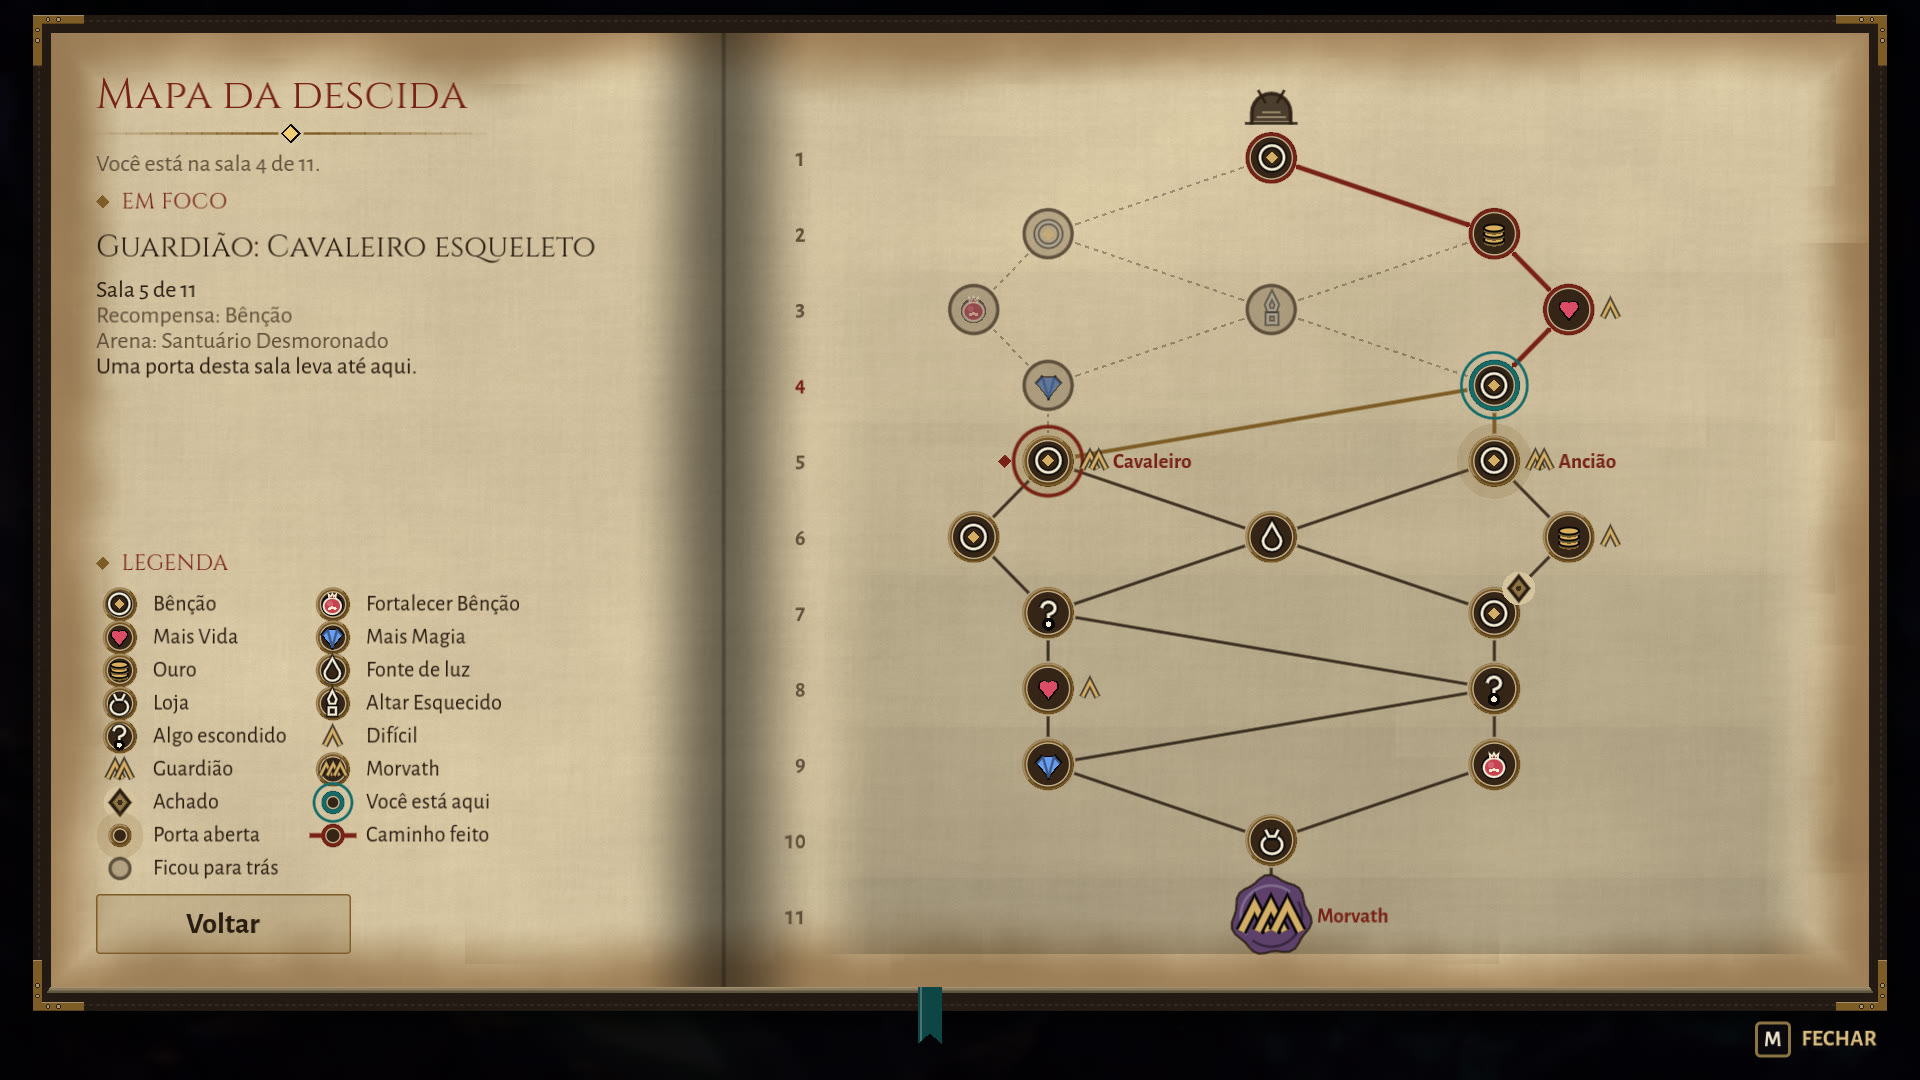 Mapa da descida
Você está na sala 4 de 11.
EM FOCO
Guardião: Cavaleiro esqueleto
Sala 5 de 11
Recompensa: Bênção
Arena: Santuário Desmoronado
Uma porta desta sala leva até aqui.
LEGENDA
Bênção
Fortalecer Bênção
Mais Vida
Mais Magia
Ouro
Fonte de luz
Loja
Altar Esquecido
Algo escondido
Difícil
Guardião
Morvath
Achado
Você está aqui
Porta aberta
Caminho feito
Ficou para trás
Voltar
1
2
3
4
5
Cavaleiro
Ancião
6
7
?
8
?
9
10
11
Morvath
M FECHAR